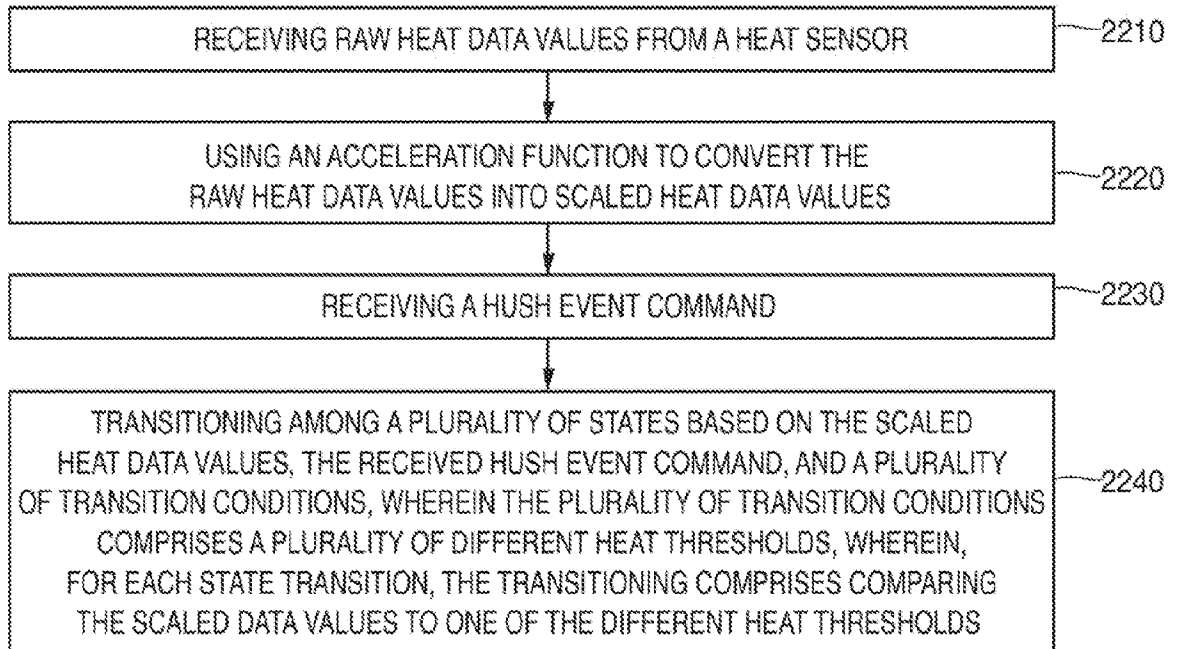 RECEIVING RAW HEAT DATA VALUES FROM A HEAT SENSOR
2210
USING AN ACCELERATION FUNCTION TO CONVERT THE
RAW HEAT DATA VALUES INTO SCALED HEAT DATA VALUES
2220
RECEIVING A HUSH EVENT COMMAND
2230
TRANSITIONING AMONG A PLURALITY OF STATES BASED ON THE SCALED
HEAT DATA VALUES, THE RECEIVED HUSH EVENT COMMAND, AND A PLURALITY
OF TRANSITION CONDITIONS, WHEREIN THE PLURALITY OF TRANSITION CONDITIONS
COMPRISES A PLURALITY OF DIFFERENT HEAT THRESHOLDS, WHEREIN,
FOR EACH STATE TRANSITION, THE TRANSITIONING COMPRISES COMPARING
THE SCALED DATA VALUES TO ONE OF THE DIFFERENT HEAT THRESHOLDS
2240